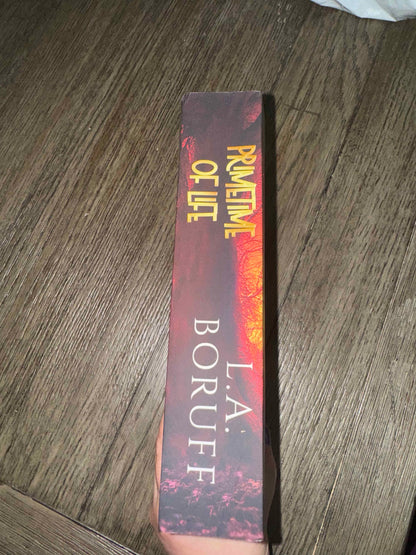 PRIMETIME
OF LIFE
L.A.
BORUFF